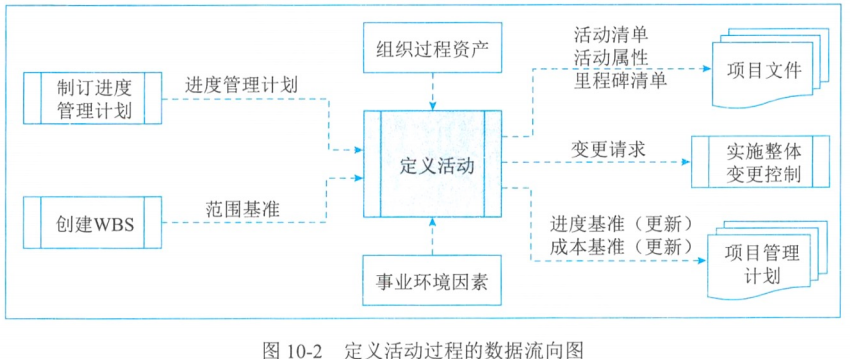 组织过程资产
活动清单
活动属性
里程碑清单
项目文件
制订进度
管理计划
进度管理计划
定义活动
变更请求
实施整体
变更控制
创建WBS
范围基准
进度基准（更新）
成本基准（更新）
项目管理
计划
事业环境因素
图 10-2 定义活动过程的数据流向图